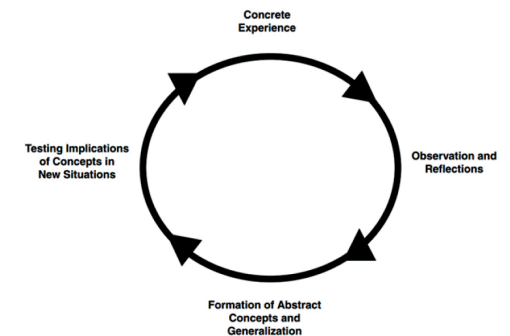 Concrete
Experience
Observation and
Reflections
Formation of Abstract
Concepts and
Generalization
Testing Implications
of Concepts in
New Situations